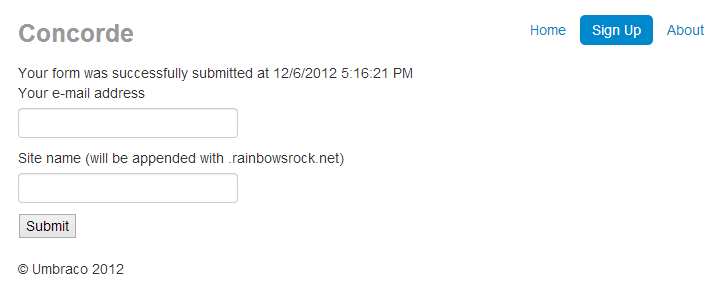 Concorde
Home Sign Up About
Your form was successfully submitted at 12/6/2012 5:16:21 PM
Your e-mail address
Site name (will be appended with .rainbowsrock.net)
Submit
© Umbraco 2012